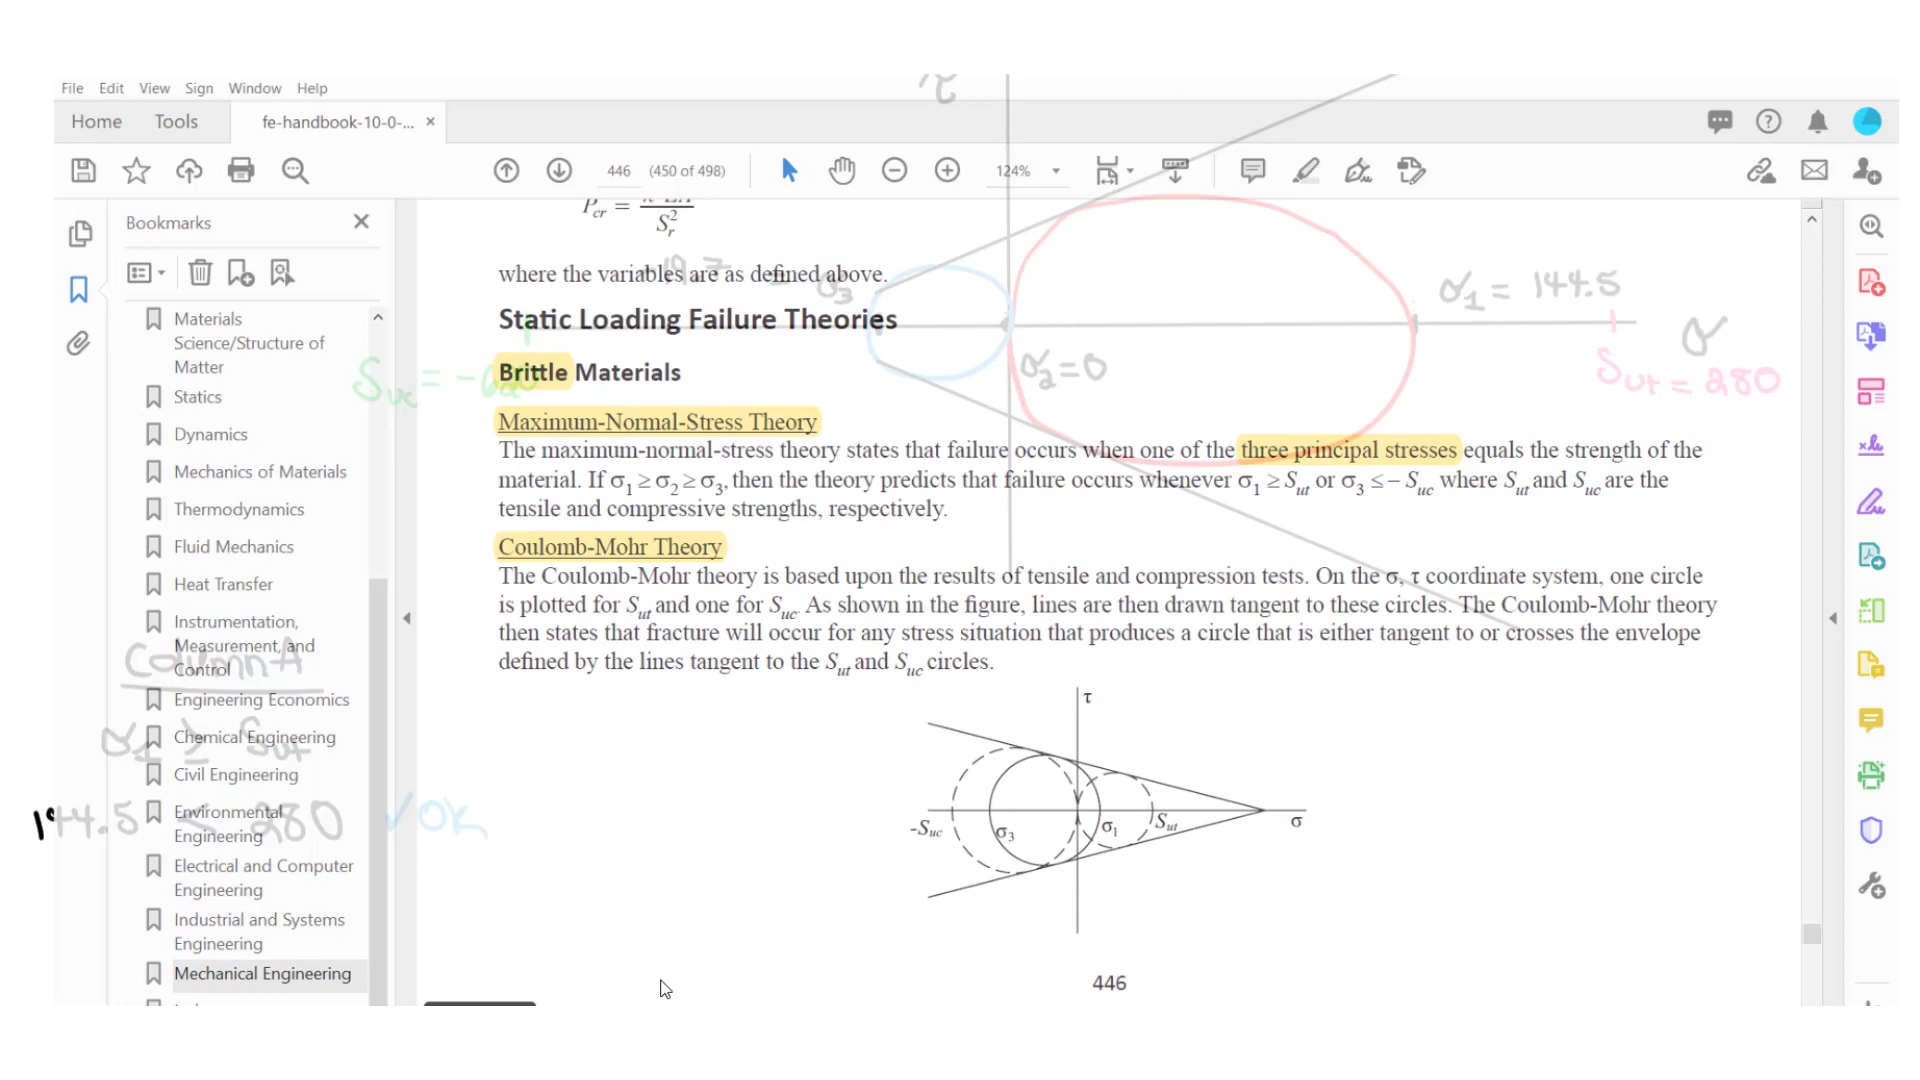 File Edit View Sign Window Help
Home Tools fe-handbook-10-0-... ×
446 (450 of 498) 124%
Bookmarks
Materials
Science/Structure of
Matter
Statics
Dynamics
Mechanics of Materials
Thermodynamics
Fluid Mechanics
Heat Transfer
Instrumentation,
Measurement, and
Control
Engineering Economics
Chemical Engineering
Civil Engineering
Environmental
Engineering
Electrical and Computer
Engineering
Industrial and Systems
Engineering
Mechanical Engineering
Column A
σ1 ≥ Sut
144.5 < 280 ✓OK
τ
σ3
σ1 = 144.5
σ2 = 0
σ
Sut = 280
Suc = -620
Pcr =
Sr²
where the variables are as defined above.
Static Loading Failure Theories
Brittle Materials
Maximum-Normal-Stress Theory
The maximum-normal-stress theory states that failure occurs when one of the three principal stresses equals the strength of the
material. If σ1 ≥ σ2 ≥ σ3, then the theory predicts that failure occurs whenever σ1 ≥ Sut or σ3 ≤ – Suc where Sut and Suc are the
tensile and compressive strengths, respectively.
Coulomb-Mohr Theory
The Coulomb-Mohr theory is based upon the results of tensile and compression tests. On the σ, τ coordinate system, one circle
is plotted for Sut and one for Suc. As shown in the figure, lines are then drawn tangent to these circles. The Coulomb-Mohr theory
then states that fracture will occur for any stress situation that produces a circle that is either tangent to or crosses the envelope
defined by the lines tangent to the Sut and Suc circles.
τ
-Suc σ3 σ1 Sut σ
446